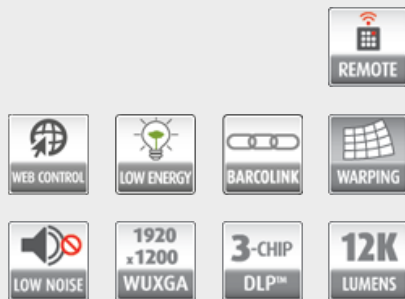 REMOTE
WEB CONTROL
LOW ENERGY
BARCOLINK
WARPING
LOW NOISE
1920
x1200
WUXGA
3-CHIP
DLP™
12K
LUMENS